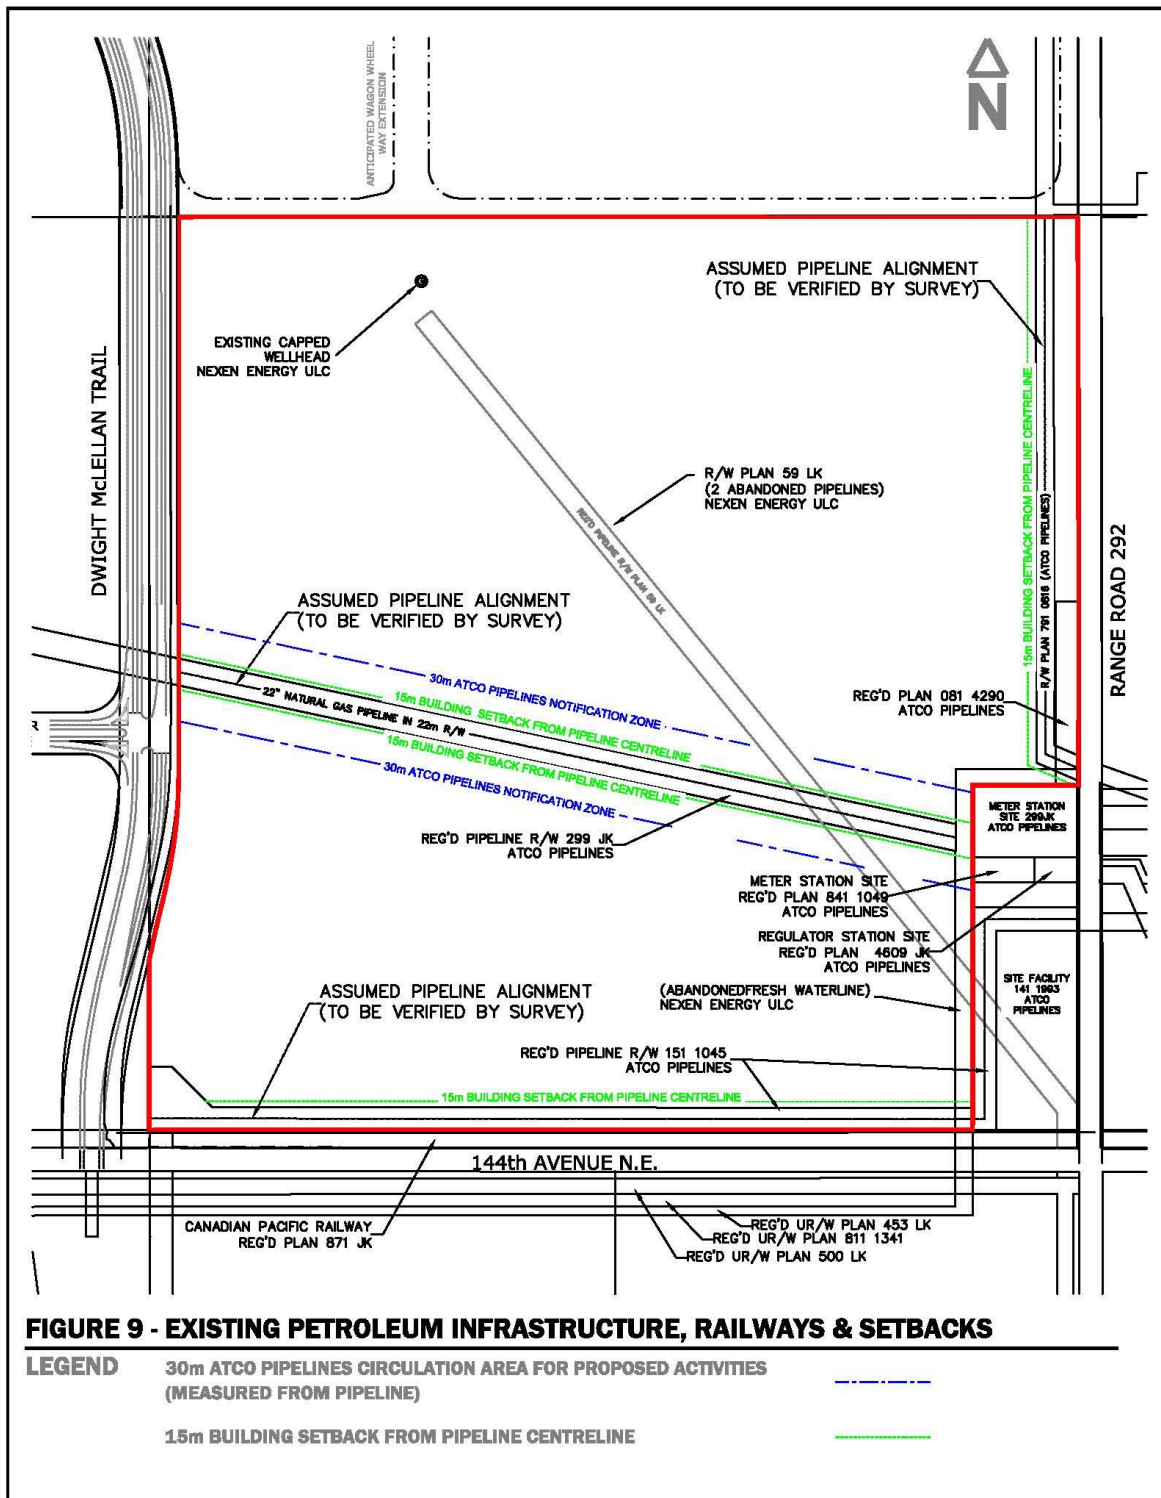 ANTICIPATED WAGON WHEEL
WAY EXTENSION
N
ASSUMED PIPELINE ALIGNMENT
(TO BE VERIFIED BY SURVEY)
EXISTING CAPPED
WELLHEAD
NEXEN ENERGY ULC
DWIGHT McLELLAN TRAIL
R/W PLAN 59 LK
(2 ABANDONED PIPELINES)
NEXEN ENERGY ULC
REG'D PIPELINE R/W PLAN 59 LK
15m BUILDING SETBACK FROM PIPELINE CENTRELINE
R/W PLAN 791 0816 (ATCO PIPELINES)
RANGE ROAD 292
ASSUMED PIPELINE ALIGNMENT
(TO BE VERIFIED BY SURVEY)
30m ATCO PIPELINES NOTIFICATION ZONE
15m BUILDING SETBACK FROM PIPELINE CENTRELINE
22" NATURAL GAS PIPELINE IN 22m R/W
15m BUILDING SETBACK FROM PIPELINE CENTRELINE
30m ATCO PIPELINES NOTIFICATION ZONE
R
REG'D PLAN 081 4290
ATCO PIPELINES
REG'D PIPELINE R/W 299 JK
ATCO PIPELINES
METER STATION
SITE 299JK
ATCO PIPELINES
METER STATION SITE
REG'D PLAN 841 1049
ATCO PIPELINES
REGULATOR STATION SITE
REG'D PLAN 4609 JK
ATCO PIPELINES
(ABANDONEDFRESH WATERLINE)
NEXEN ENERGY ULC
SITE FACILITY
141 1993
ATCO
PIPELINES
ASSUMED PIPELINE ALIGNMENT
(TO BE VERIFIED BY SURVEY)
REG'D PIPELINE R/W 151 1045
ATCO PIPELINES
15m BUILDING SETBACK FROM PIPELINE CENTRELINE
144th AVENUE N.E.
CANADIAN PACIFIC RAILWAY
REG'D PLAN 871 JK
REG'D UR/W PLAN 453 LK
REG'D UR/W PLAN 811 1341
REG'D UR/W PLAN 500 LK
FIGURE 9 - EXISTING PETROLEUM INFRASTRUCTURE, RAILWAYS & SETBACKS
LEGEND
30m ATCO PIPELINES CIRCULATION AREA FOR PROPOSED ACTIVITIES
(MEASURED FROM PIPELINE)
15m BUILDING SETBACK FROM PIPELINE CENTRELINE